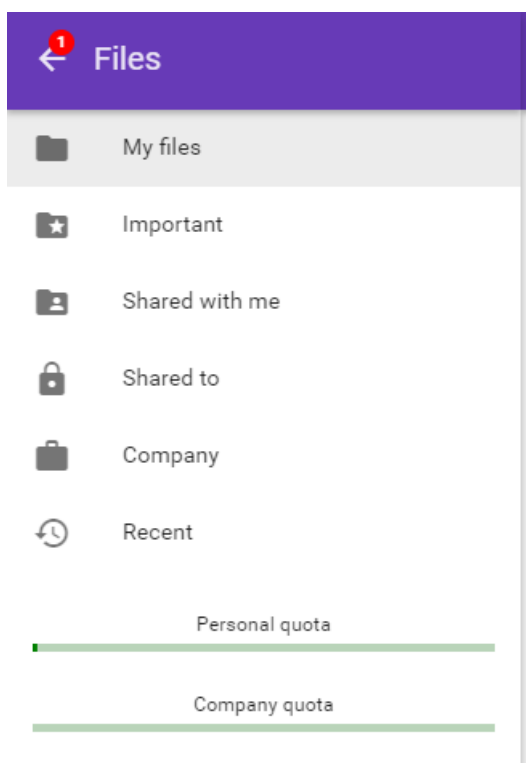 1
Files
My files
Important
Shared with me
Shared to
Company
Recent
Personal quota
Company quota